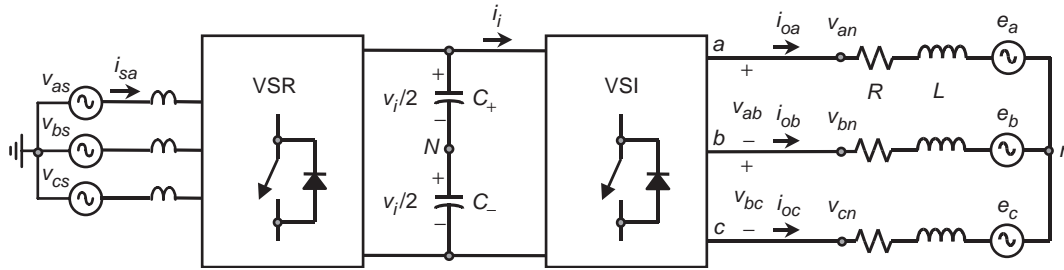 i_i
a i_oa v_an e_a
i_sa + R L
v_as VSR + VSI
v_i/2 C_+ v_ab
v_bs − i_ob v_bn e_b
N b −
v_cs + +
v_i/2 C_− v_bc i_oc v_cn e_c
− c −